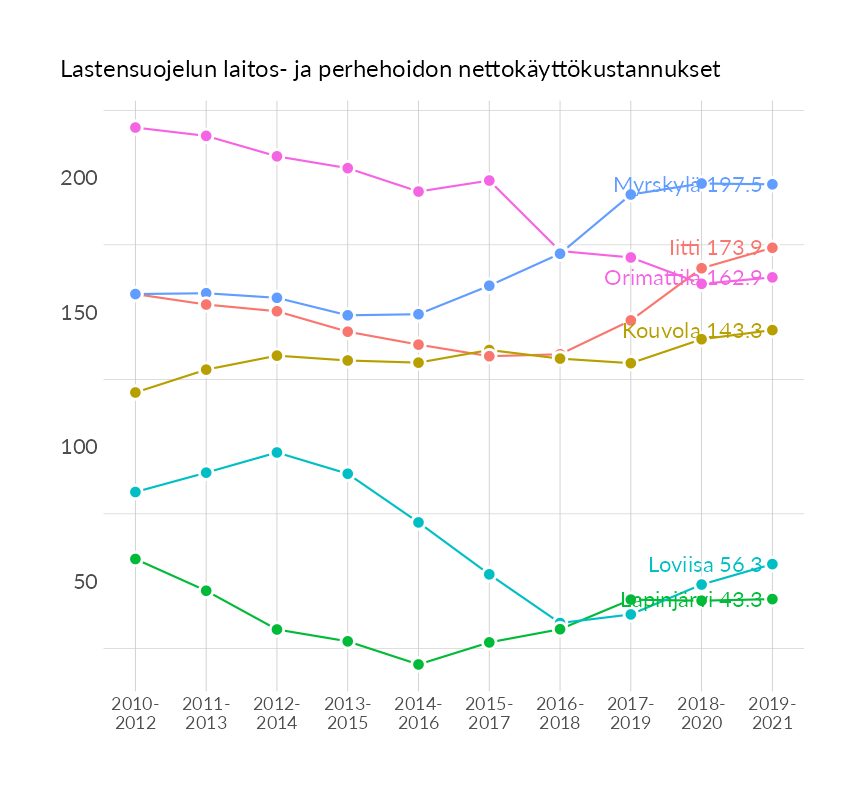 Lastensuojelun laitos- ja perhehoidon nettokäyttökustannukset
200
150
100
50
Myrskylä 197.5
Iitti 173.9
Orimattila 162.9
Kouvola 143.3
Loviisa 56.3
Lapinjärvi 43.3
2010-2012 2011-2013 2012-2014 2013-2015 2014-2016 2015-2017 2016-2018 2017-2019 2018-2020 2019-2021